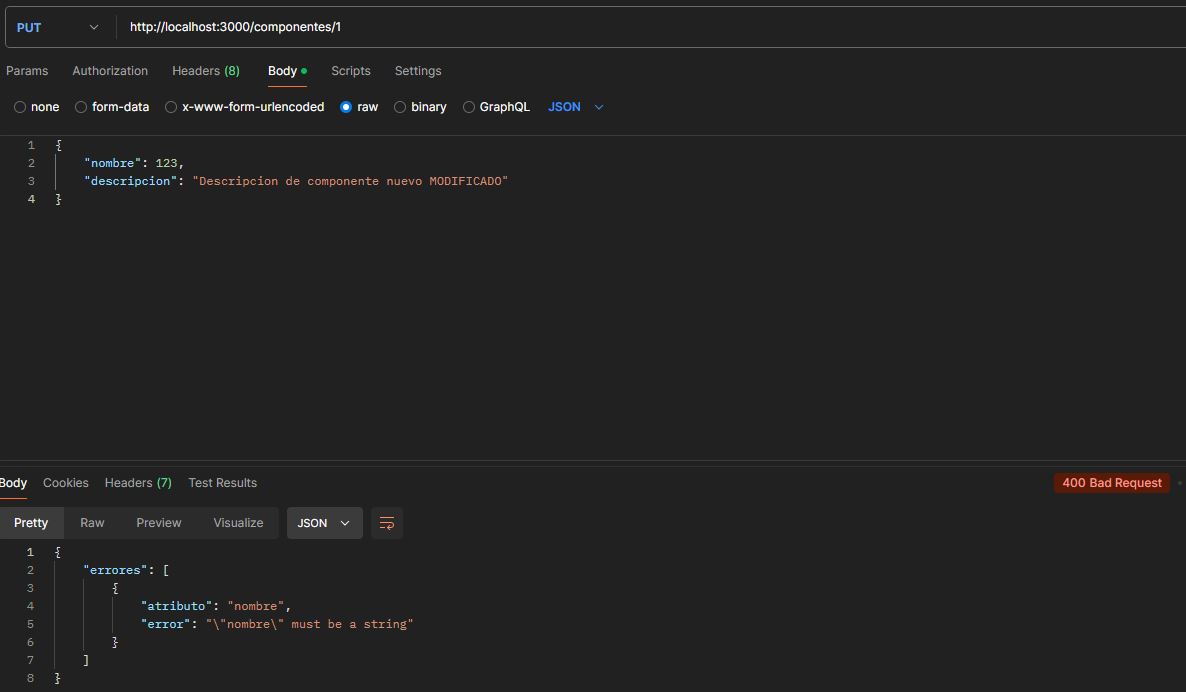 PUT http://localhost:3000/componentes/1
Params Authorization Headers (8) Body Scripts Settings
none form-data x-www-form-urlencoded raw binary GraphQL JSON
1 {
2 "nombre": 123,
3 "descripcion": "Descripcion de componente nuevo MODIFICADO"
4 }
Body Cookies Headers (7) Test Results 400 Bad Request
Pretty Raw Preview Visualize JSON
1 {
2 "errores": [
3 {
4 "atributo": "nombre",
5 "error": "\"nombre\" must be a string"
6 }
7 ]
8 }